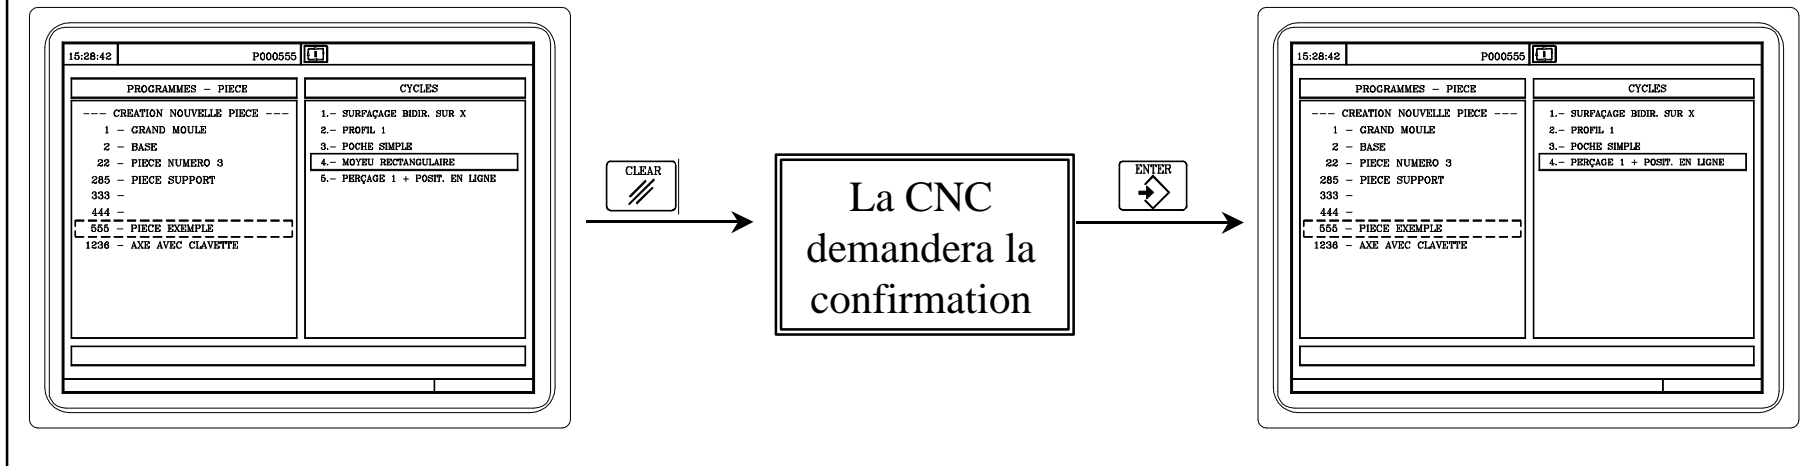 15:28:42 P000555
PROGRAMMES - PIECE
--- CREATION NOUVELLE PIECE ---
1 - GRAND MOULE
2 - BASE
22 - PIECE NUMERO 3
285 - PIECE SUPPORT
333 -
444 -
555 - PIECE EXEMPLE
1236 - AXE AVEC CLAVETTE
CYCLES
1.- SURFAÇAGE BIDIR. SUR X
2.- PROFIL 1
3.- POCHE SIMPLE
4.- MOYEU RECTANGULAIRE
5.- PERÇAGE 1 + POSIT. EN LIGNE
CLEAR
La CNC
demandera la
confirmation
ENTER
15:28:42 P000555
PROGRAMMES - PIECE
--- CREATION NOUVELLE PIECE ---
1 - GRAND MOULE
2 - BASE
22 - PIECE NUMERO 3
285 - PIECE SUPPORT
333 -
444 -
555 - PIECE EXEMPLE
1236 - AXE AVEC CLAVETTE
CYCLES
1.- SURFAÇAGE BIDIR. SUR X
2.- PROFIL 1
3.- POCHE SIMPLE
4.- PERÇAGE 1 + POSIT. EN LIGNE